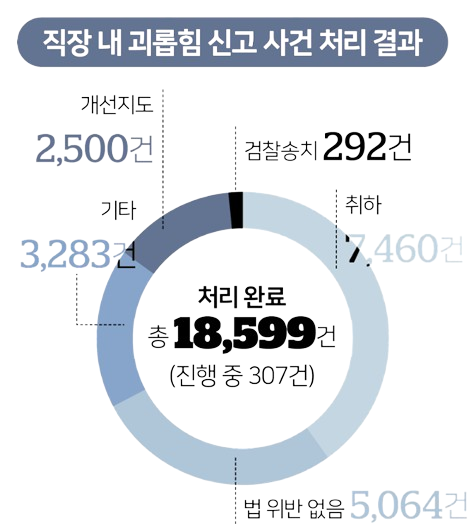 직장 내 괴롭힘 신고 사건 처리 결과
개선지도
2,500건
검찰송치 292건
기타
3,283건
취하
7,460건
처리 완료
총 18,599건
(진행 중 307건)
법 위반 없음 5,064건